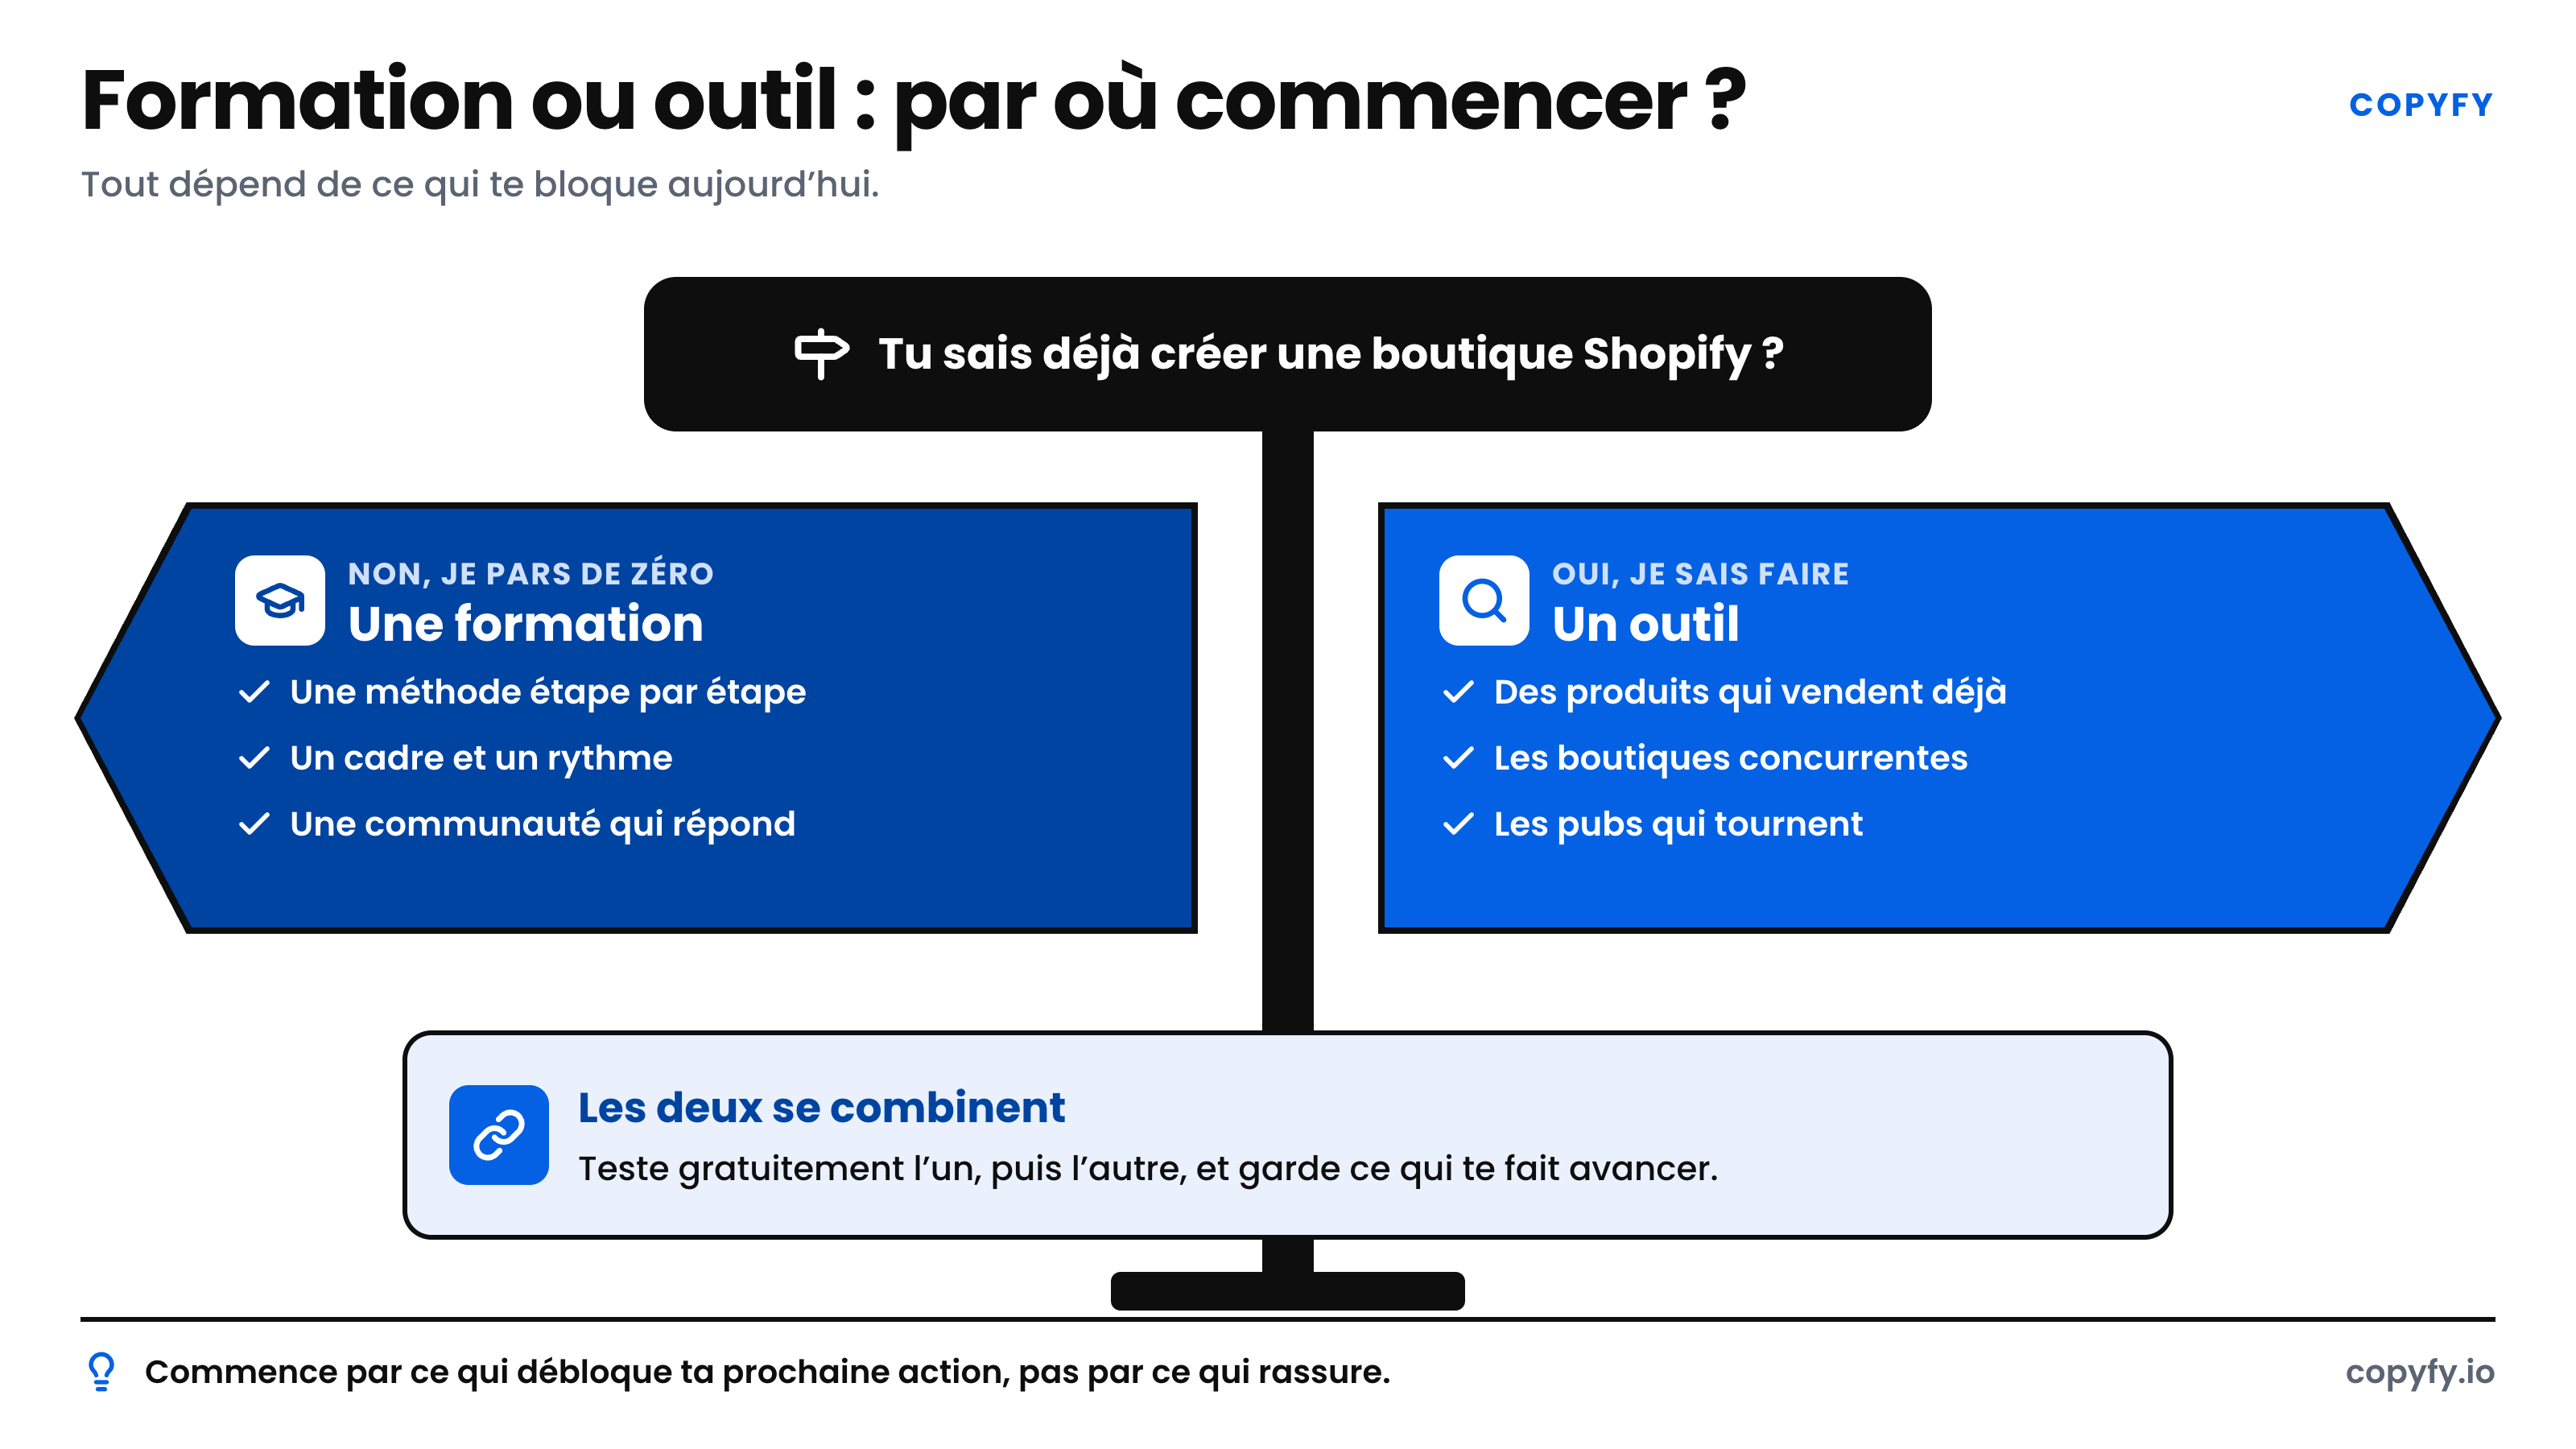 Formation ou outil : par où commencer ?
COPYFY
Tout dépend de ce qui te bloque aujourd’hui.
Tu sais déjà créer une boutique Shopify ?
NON, JE PARS DE ZÉRO
Une formation
Une méthode étape par étape
Un cadre et un rythme
Une communauté qui répond
OUI, JE SAIS FAIRE
Un outil
Des produits qui vendent déjà
Les boutiques concurrentes
Les pubs qui tournent
Les deux se combinent
Teste gratuitement l’un, puis l’autre, et garde ce qui te fait avancer.
Commence par ce qui débloque ta prochaine action, pas par ce qui rassure.
copyfy.io